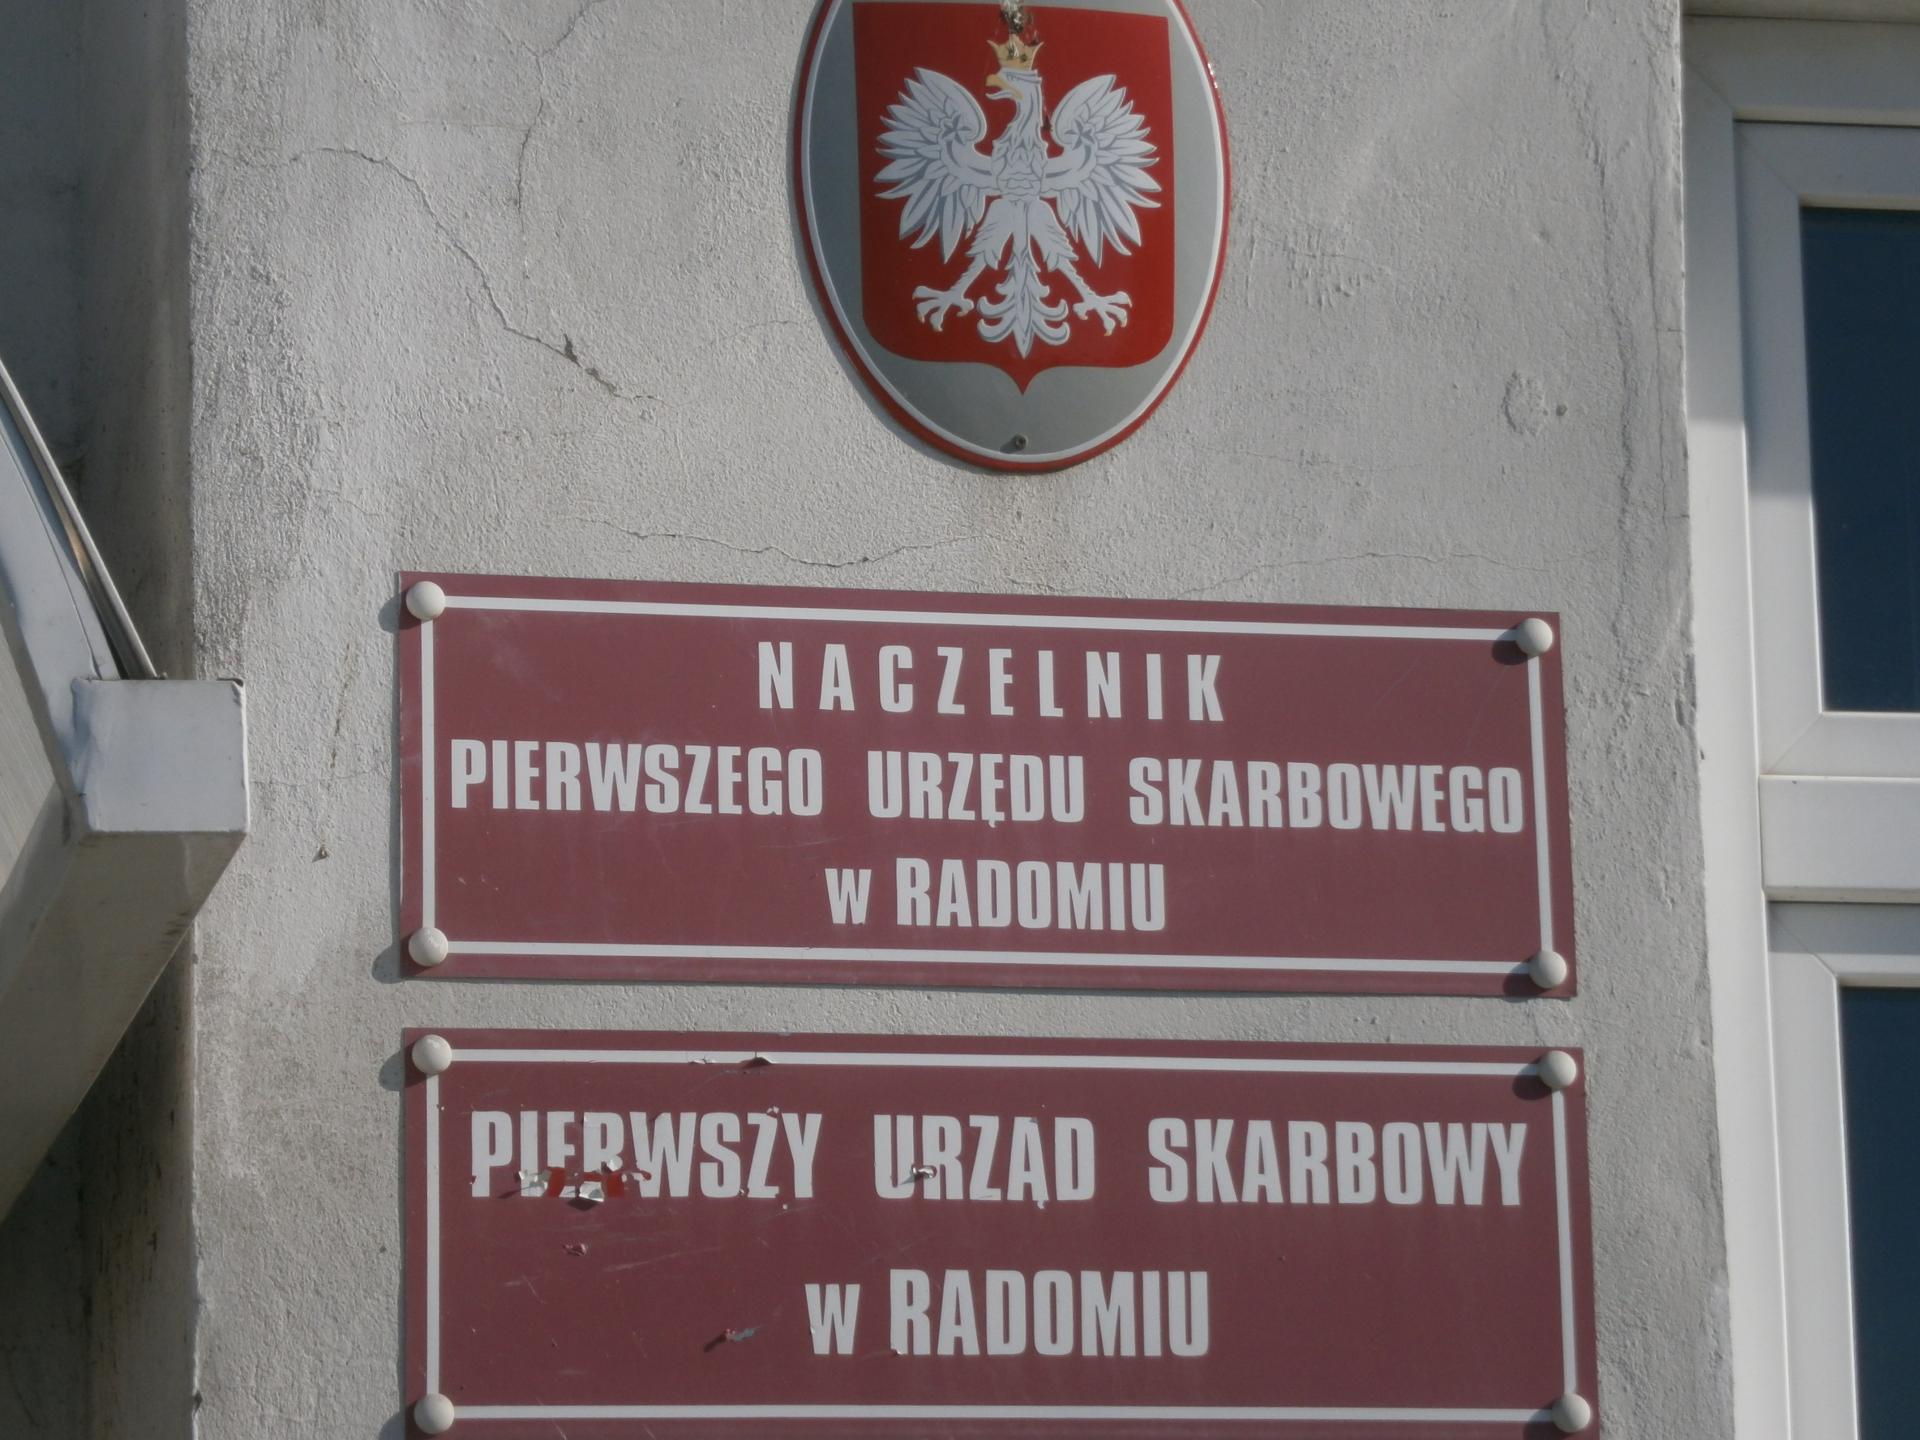 NACZELNIK
PIERWSZEGO URZĘDU SKARBOWEGO
w RADOMIU
PIERWSZY URZĄD SKARBOWY
w RADOMIU